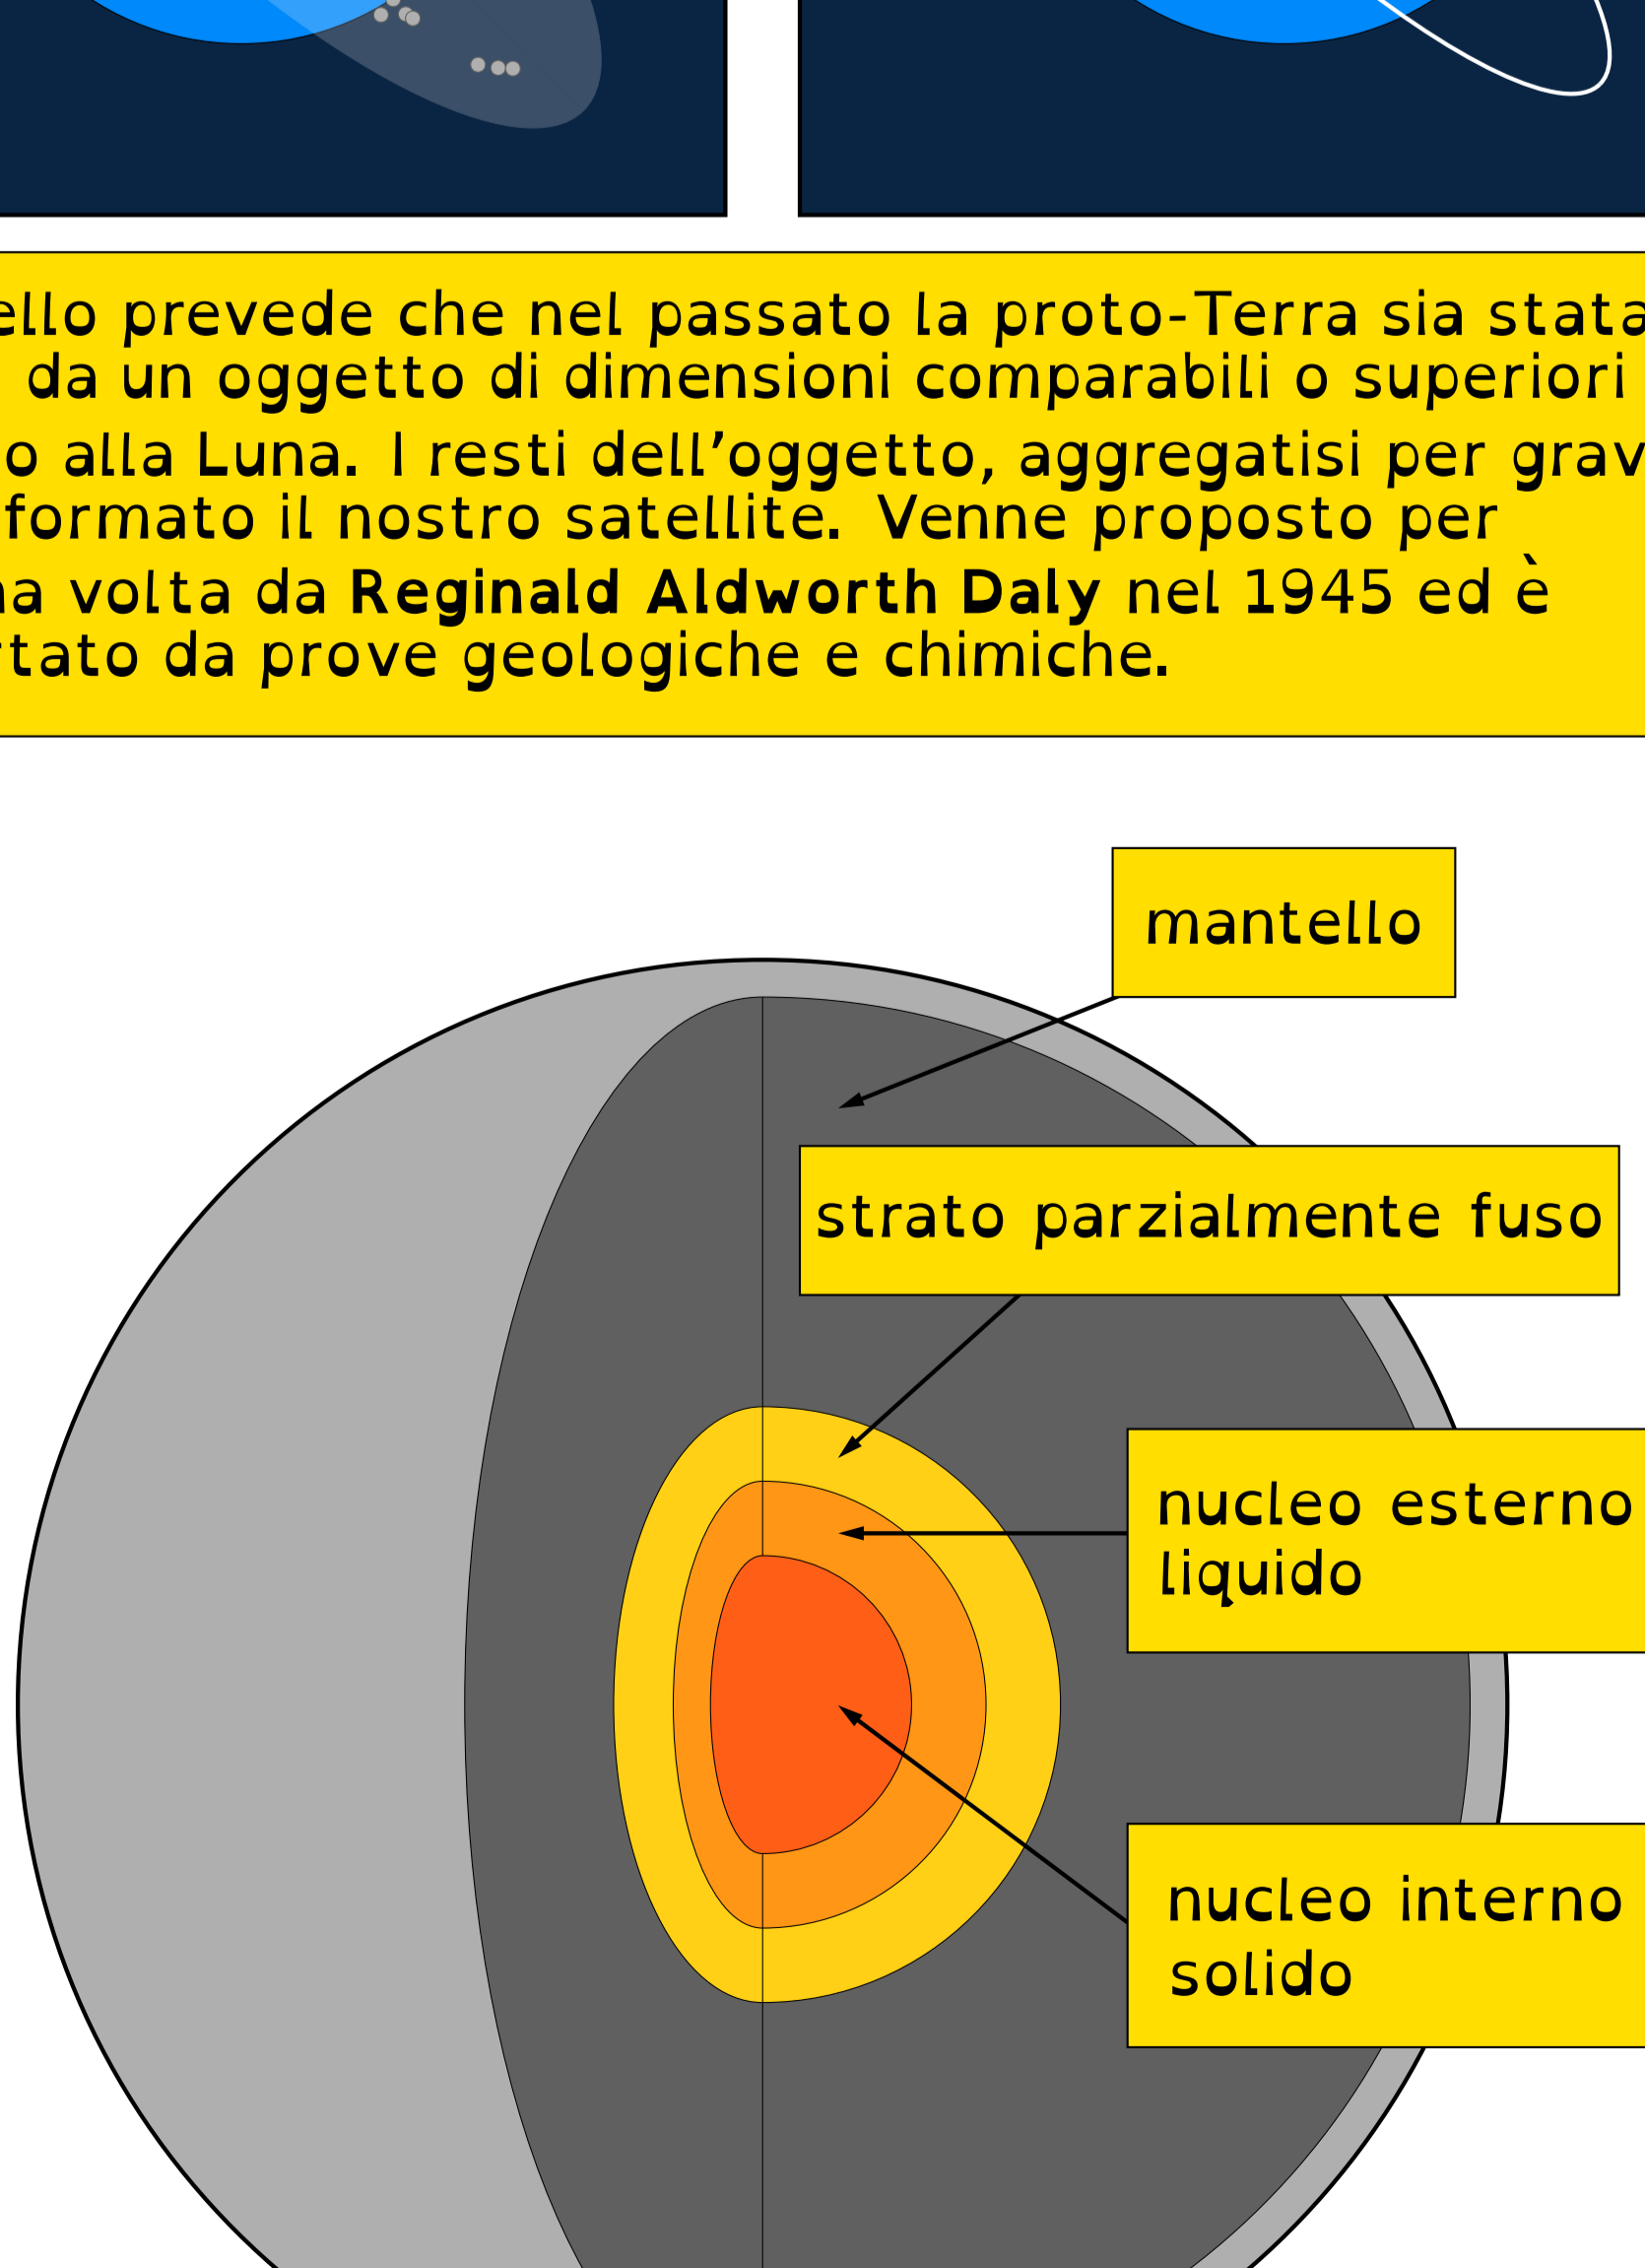 ello prevede che nel passato la proto-Terra sia stata
da un oggetto di dimensioni comparabili o superiori
o alla Luna. I resti dell'oggetto, aggregatisi per grav
formato il nostro satellite. Venne proposto per
na volta da Reginald Aldworth Daly nel 1945 ed è
tato da prove geologiche e chimiche.
mantello
strato parzialmente fuso
nucleo esterno
liquido
nucleo interno
solido